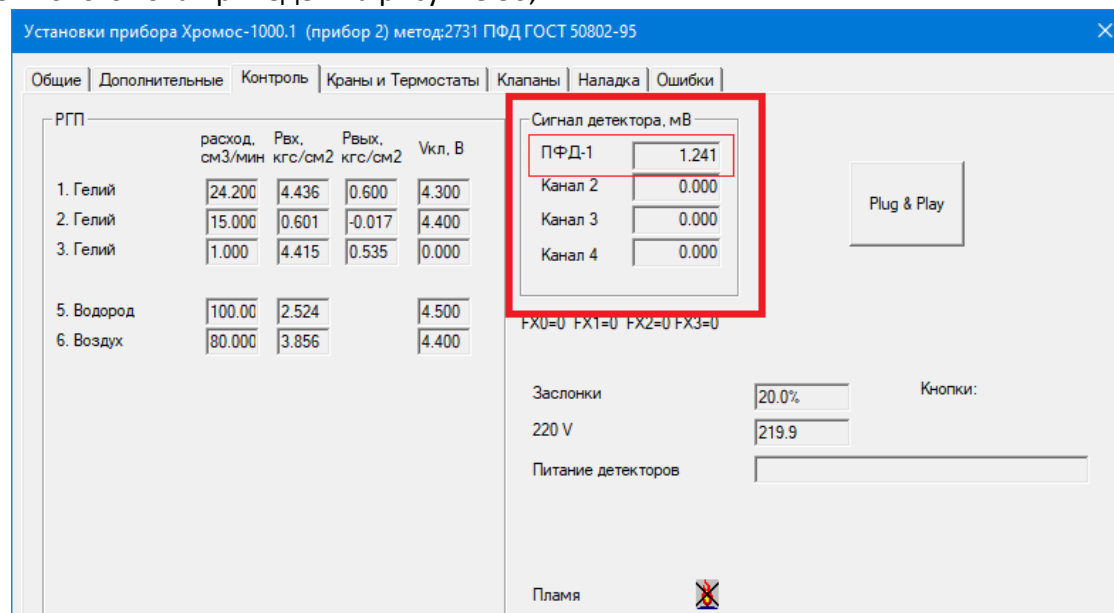 Установки прибора Хромос-1000.1 (прибор 2) метод:2731 ПФД ГОСТ 50802-95
Общие Дополнительные Контроль Краны и Термостаты Клапаны Наладка Ошибки
РГП
расход, см3/мин Рвх, кгс/см2 Рвых, кгс/см2 Vкл, В
1. Гелий 24.200 4.436 0.600 4.300
2. Гелий 15.000 0.601 -0.017 4.400
3. Гелий 1.000 4.415 0.535 0.000
5. Водород 100.00 2.524 4.500
6. Воздух 80.000 3.856 4.400
Сигнал детектора, мВ
ПФД-1 1.241
Канал 2 0.000
Канал 3 0.000
Канал 4 0.000
Plug & Play
FX0=0 FX1=0 FX2=0 FX3=0
Заслонки 20.0% Кнопки:
220 V 219.9
Питание детекторов
Пламя